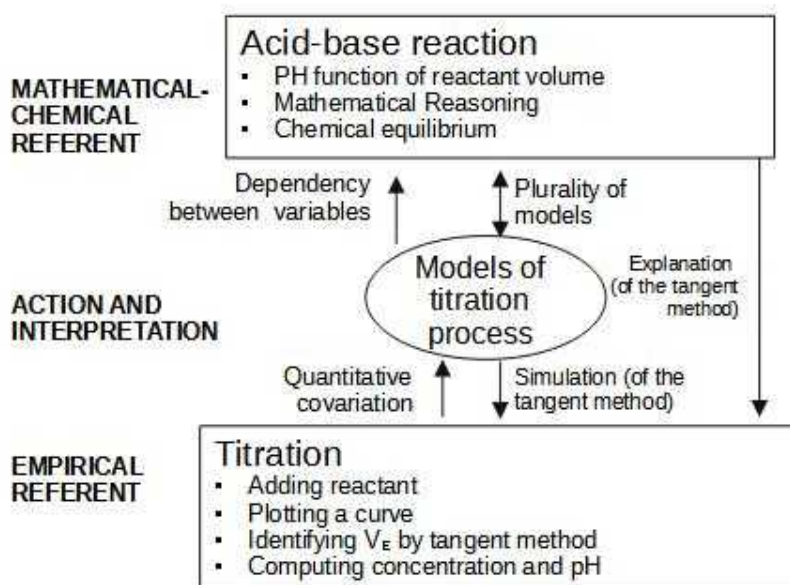 Acid-base reaction
▪ PH function of reactant volume
▪ Mathematical Reasoning
▪ Chemical equilibrium
MATHEMATICAL-
CHEMICAL
REFERENT
Dependency
between variables
Plurality of
models
Models of
titration
process
Explanation
(of the tangent
method)
ACTION AND
INTERPRETATION
Quantitative
covariation
Simulation (of the
tangent method)
EMPIRICAL
REFERENT
Titration
▪ Adding reactant
▪ Plotting a curve
▪ Identifying VE by tangent method
▪ Computing concentration and pH